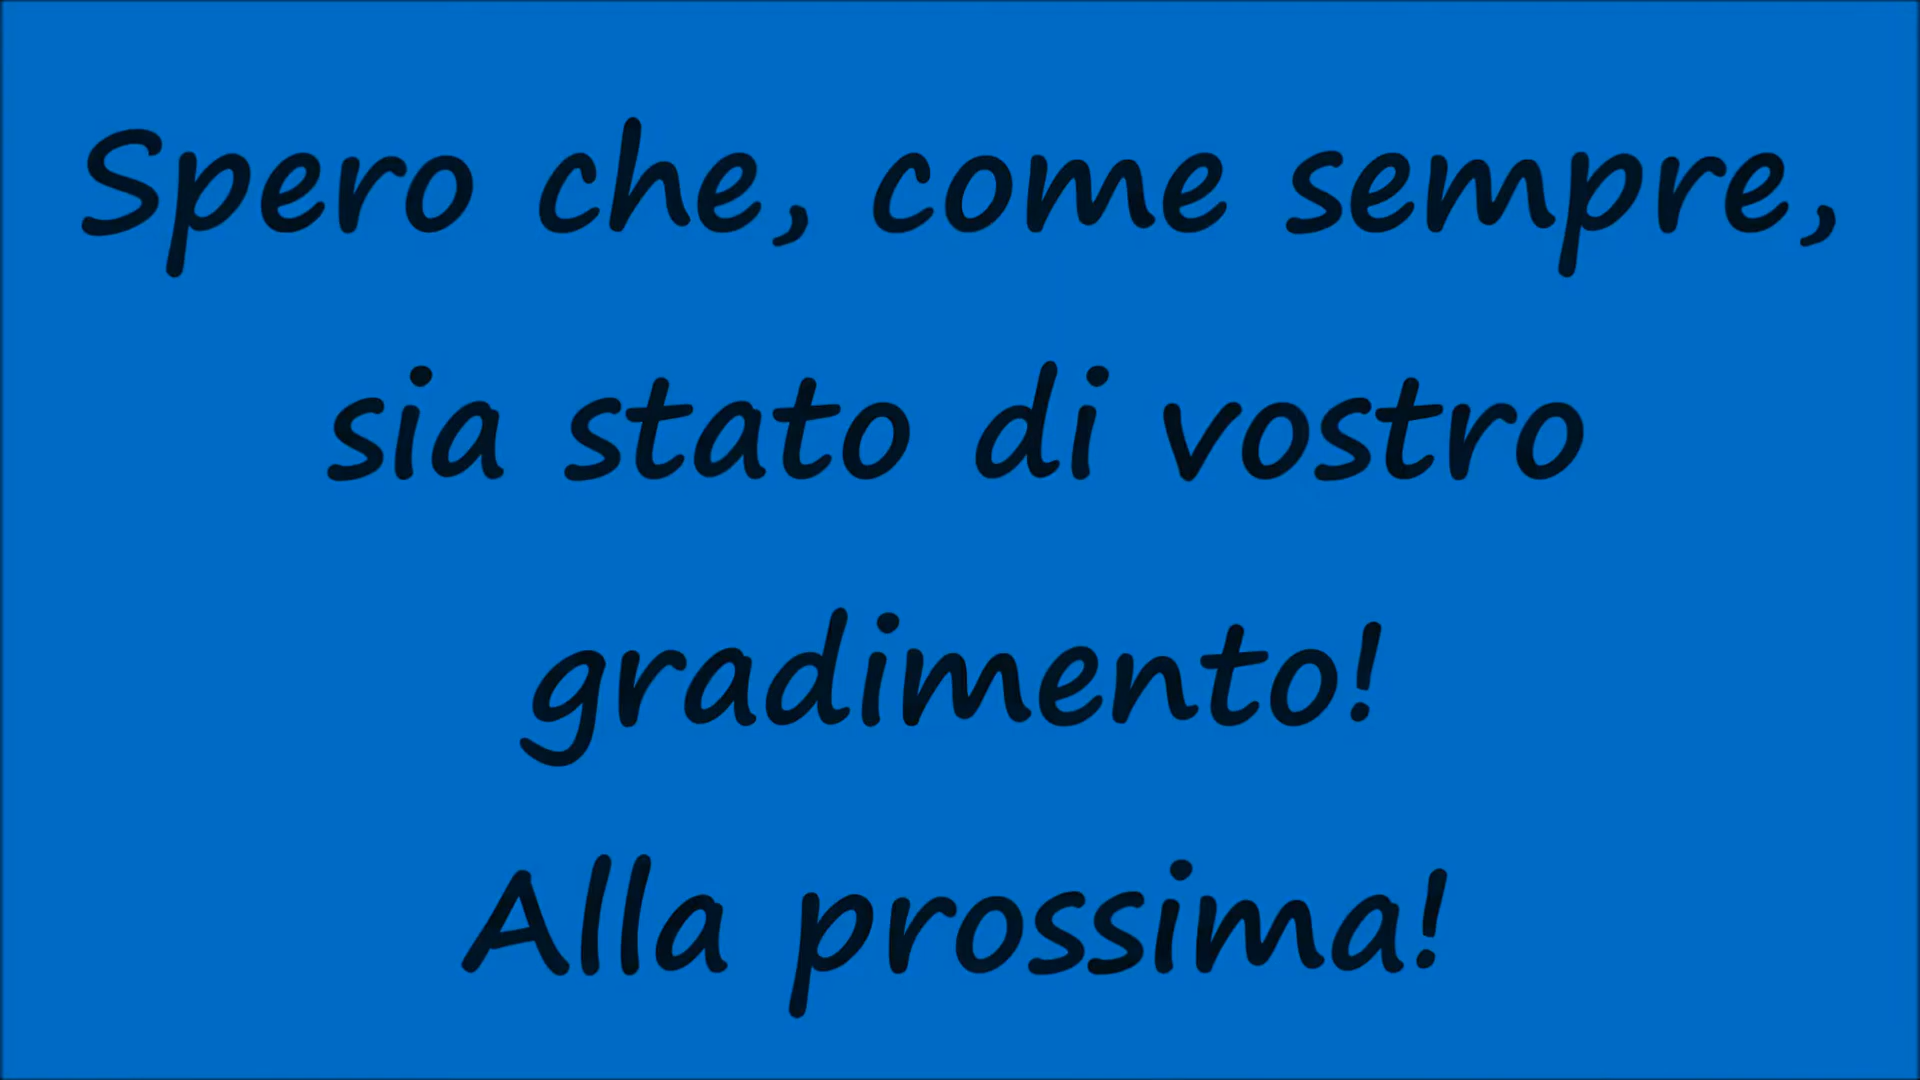 Spero che, come sempre,
sia stato di vostro
gradimento!
Alla prossima!